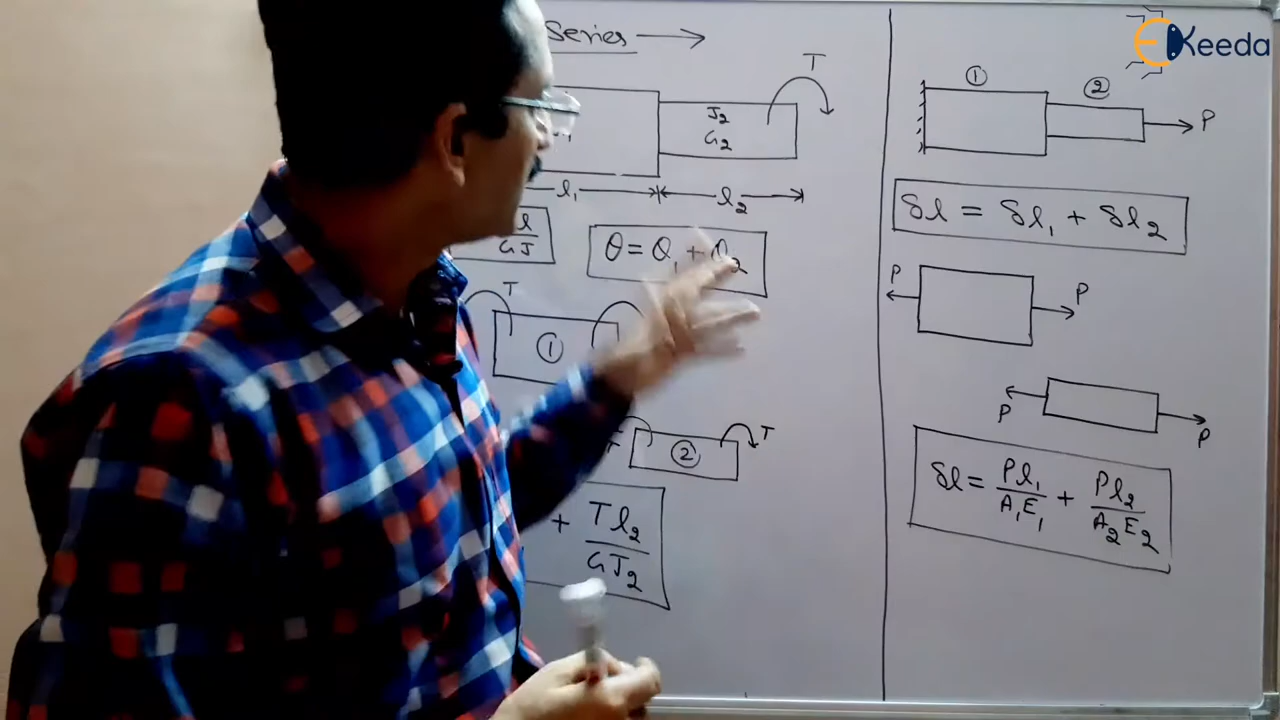 Series →
T
J2
G2
l1
l2
l
GJ
θ = θ1 + θ2
T
①
②
T
+ Tl2
GJ2
EKeeda
①
②
P
δl = δl1 + δl2
P
P
P
P
δl = Pl1/A1E1 + Pl2/A2E2